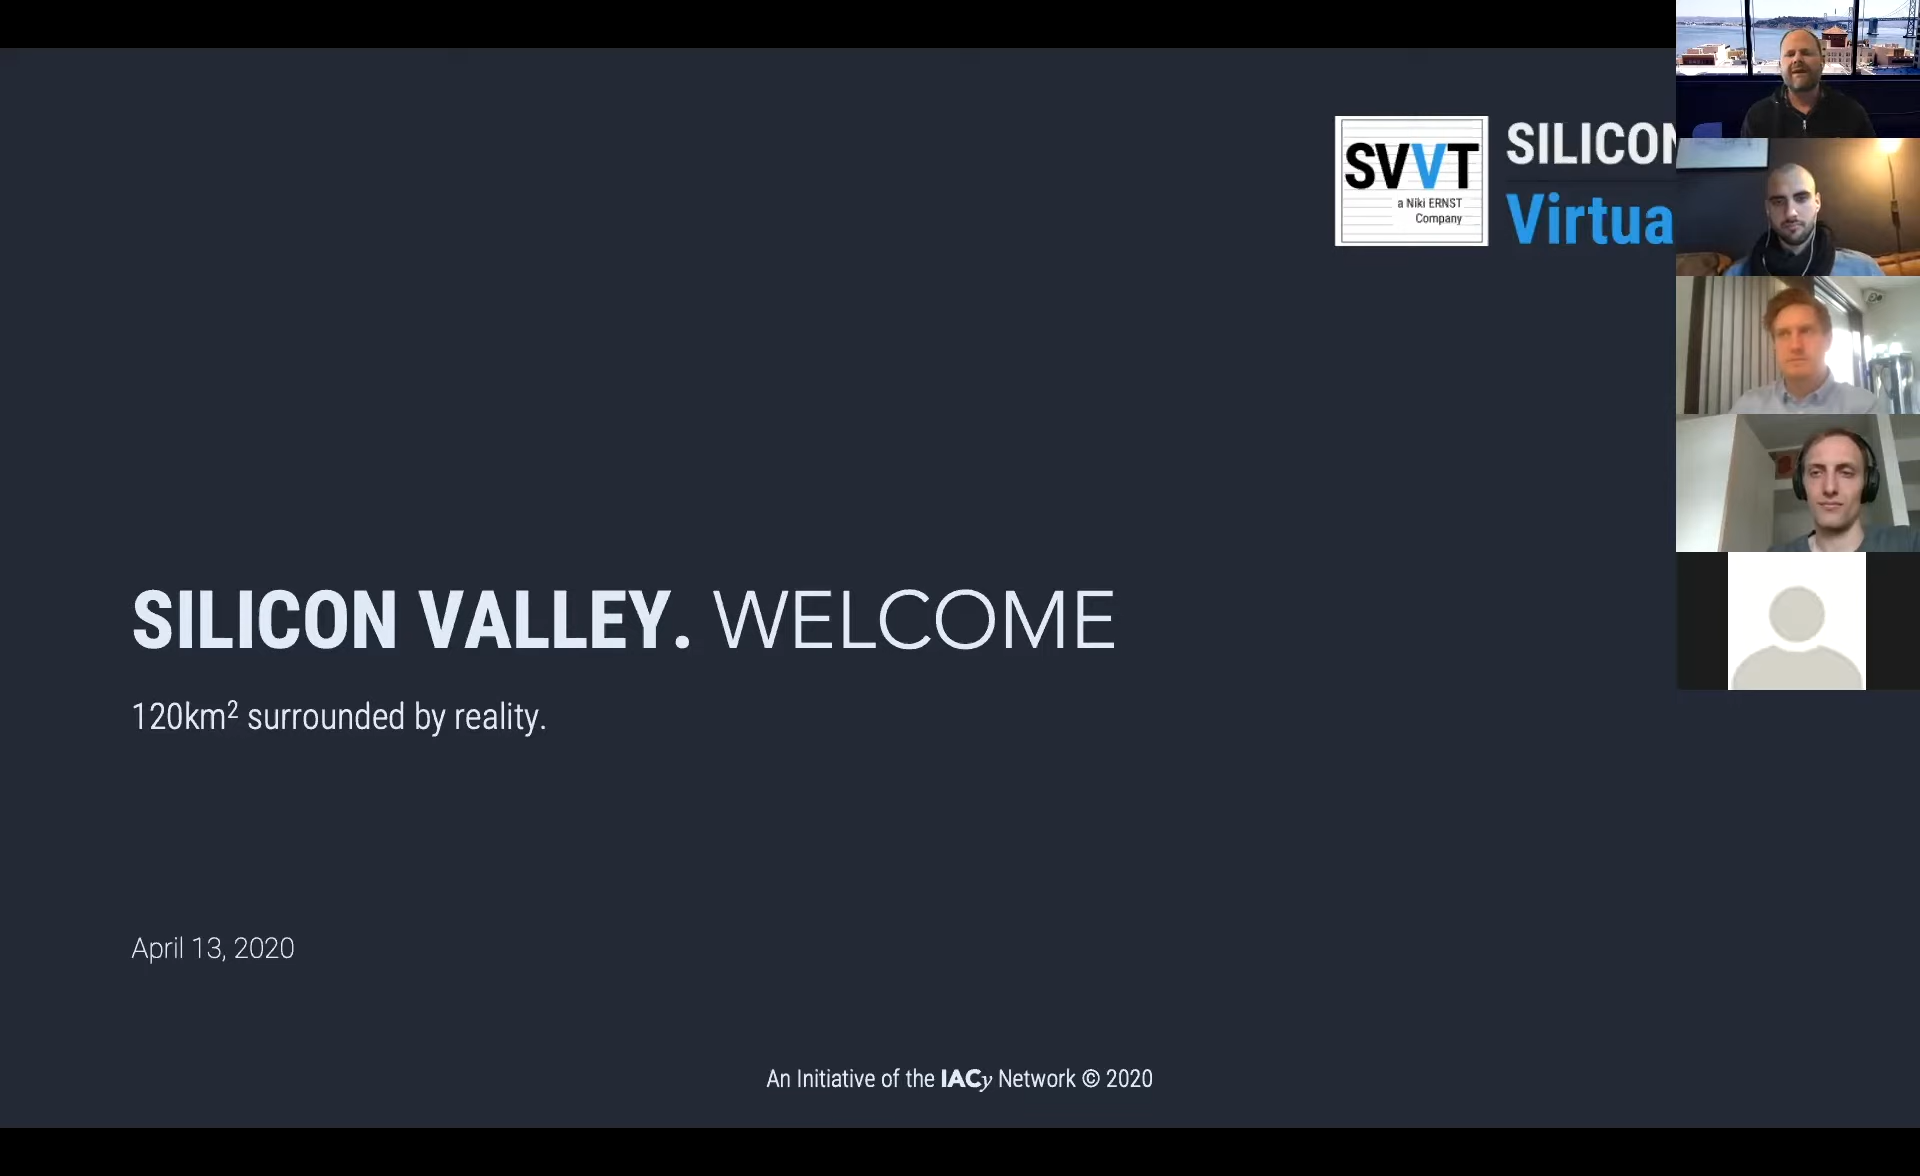 SVVT
a Niki ERNST
Company
SILICON
Virtua
SILICON VALLEY. WELCOME
120km² surrounded by reality.
April 13, 2020
An Initiative of the IACy Network © 2020